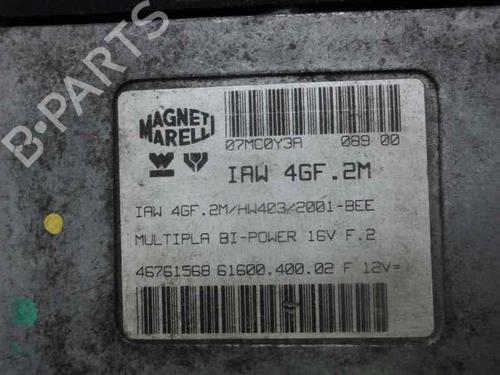 B-PARTS
MAGNETI
MARELLI
07MC0Y3A 089 00
IAW 4GF.2M
IAW 4GF.2M/HW403/2001-BEE
MULTIPLA BI-POWER 16V F.2
46761568 61600.400.02 F 12V=